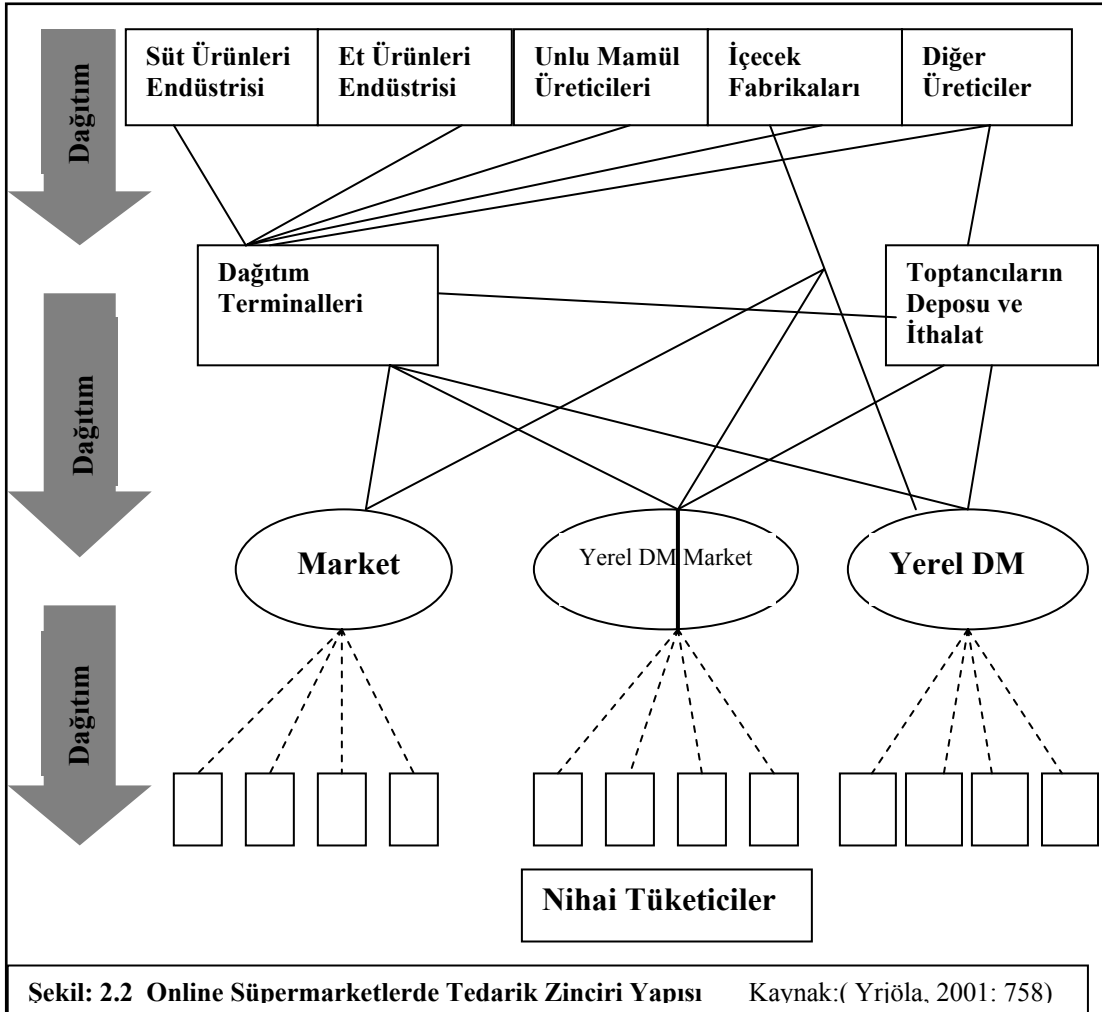 Süt Ürünleri
Endüstrisi
Et Ürünleri
Endüstrisi
Unlu Mamül
Üreticileri
İçecek
Fabrikaları
Diğer
Üreticiler
Dağıtım
Dağıtım
Terminalleri
Toptancıların
Deposu ve
İthalat
Dağıtım
Market
Yerel DM Market
Yerel DM
Dağıtım
Nihai Tüketiciler
Şekil: 2.2 Online Süpermarketlerde Tedarik Zinciri Yapısı Kaynak:( Yrjöla, 2001: 758)